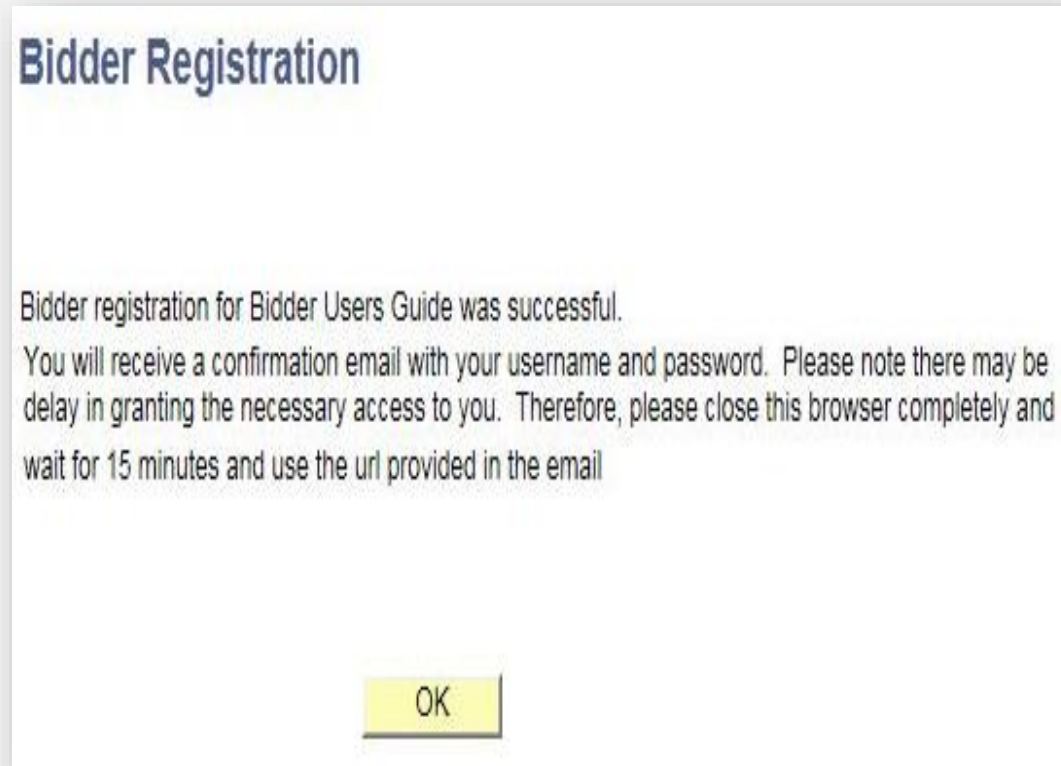 Bidder Registration
Bidder registration for Bidder Users Guide was successful.
You will receive a confirmation email with your username and password.  Please note there may be
delay in granting the necessary access to you.  Therefore, please close this browser completely and
wait for 15 minutes and use the url provided in the email
OK